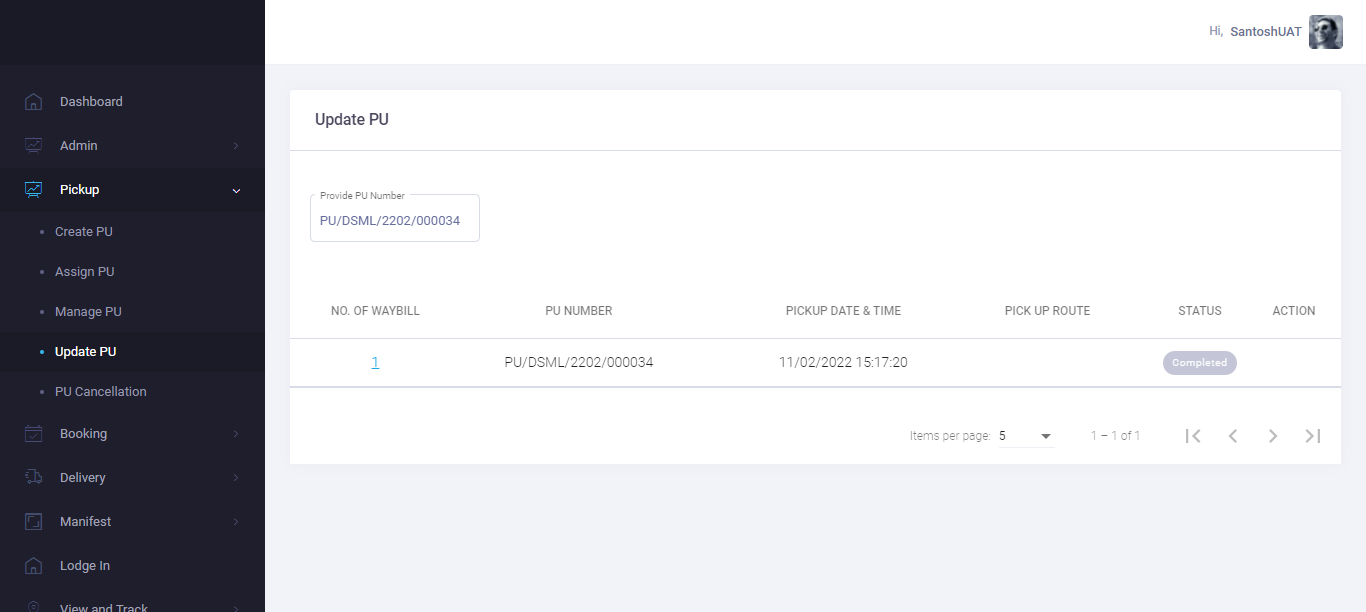 Hi, SantoshUAT
Dashboard
Admin
Pickup
Create PU
Assign PU
Manage PU
Update PU
PU Cancellation
Booking
Delivery
Manifest
Lodge In
View and Track
Update PU
Provide PU Number
PU/DSML/2202/000034
NO. OF WAYBILL PU NUMBER PICKUP DATE & TIME PICK UP ROUTE STATUS ACTION
1 PU/DSML/2202/000034 11/02/2022 15:17:20 Completed
Items per page: 5 1 – 1 of 1